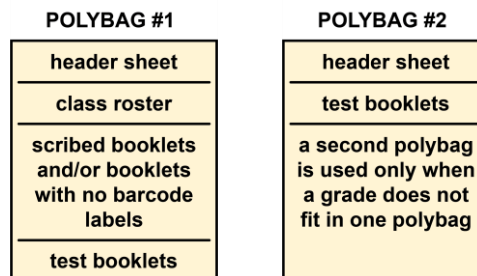 POLYBAG #1
header sheet
class roster
scribed booklets
and/or booklets
with no barcode
labels
test booklets
POLYBAG #2
header sheet
test booklets
a second polybag
is used only when
a grade does not
fit in one polybag